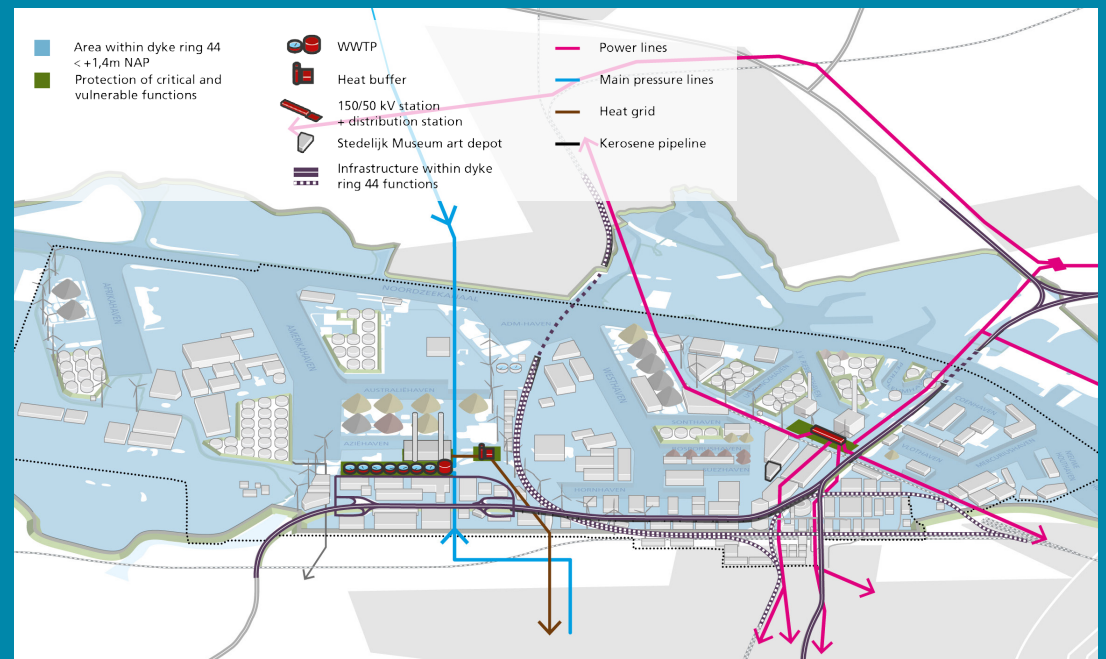 Area within dyke ring 44
< +1,4m NAP
Protection of critical and
vulnerable functions
WWTP
Heat buffer
150/50 kV station
+ distribution station
Stedelijk Museum art depot
Infrastructure within dyke
ring 44 functions
Power lines
Main pressure lines
Heat grid
Kerosene pipeline
AFRIKAHAVEN
NOORDZEEKANAAL
AMERIKAHAVEN
ADM-HAVEN
WESTHAVEN
AUSTRALIËHAVEN
AZIËHAVEN
SONTHAVEN
HORNHAVEN